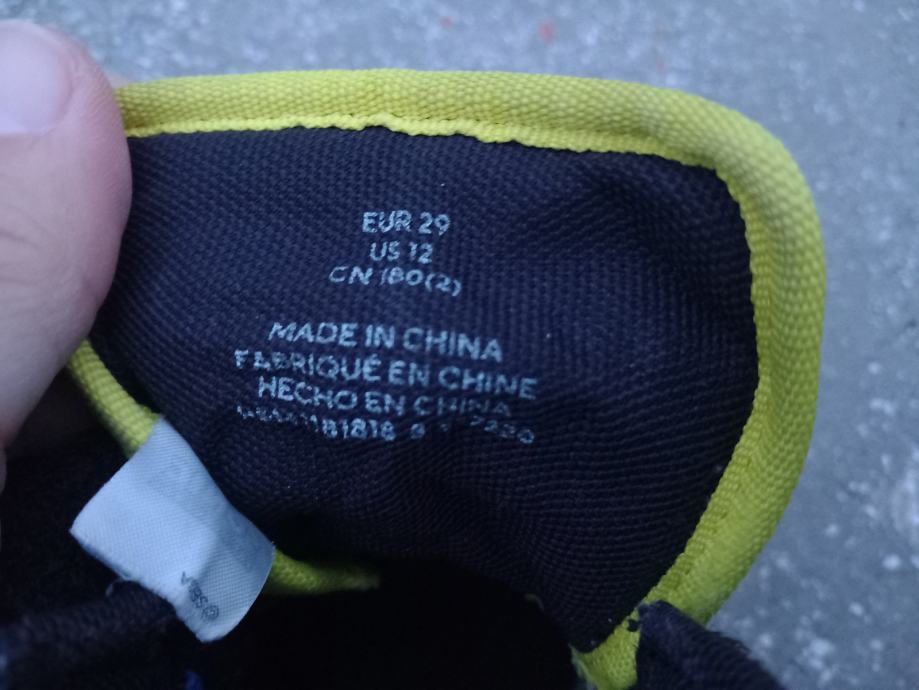 EUR 29
US 12
CN 180(2)
MADE IN CHINA
FABRIQUÉ EN CHINE
HECHO EN CHINA